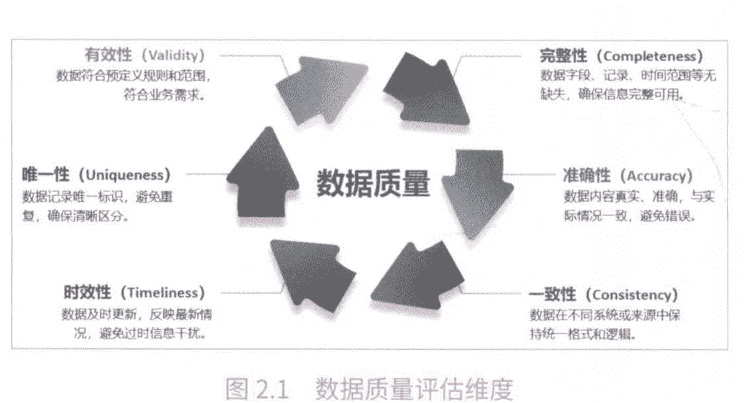 有效性（Validity）
数据符合预定义规则和范围，
符合业务需求。
完整性（Completeness）
数据字段、记录、时间范围等无
缺失，确保信息完整可用。
唯一性（Uniqueness）
数据记录唯一标识，避免重
复，确保清晰区分。
数据质量
准确性（Accuracy）
数据内容真实、准确，与实
际情况一致，避免错误。
时效性（Timeliness）
数据及时更新，反映最新情
况，避免过时信息干扰。
一致性（Consistency）
数据在不同系统或来源中保
持统一格式和逻辑。
图 2.1 数据质量评估维度